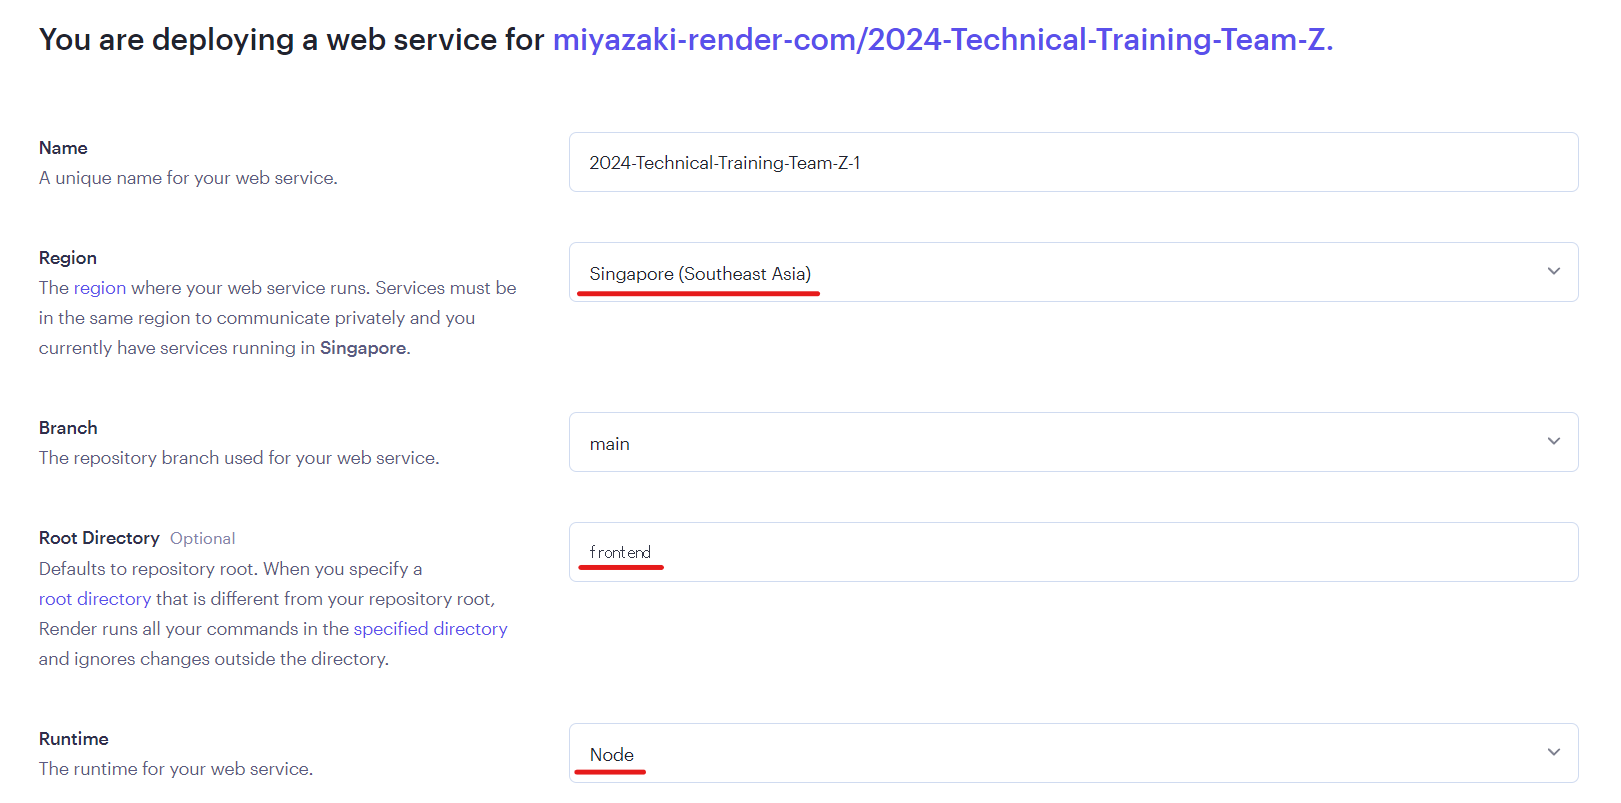 You are deploying a web service for miyazaki-render-com/2024-Technical-Training-Team-Z.
Name
A unique name for your web service.
2024-Technical-Training-Team-Z-1
Region
The region where your web service runs. Services must be
in the same region to communicate privately and you
currently have services running in Singapore.
Singapore (Southeast Asia)
Branch
The repository branch used for your web service.
main
Root Directory Optional
Defaults to repository root. When you specify a
root directory that is different from your repository root,
Render runs all your commands in the specified directory
and ignores changes outside the directory.
frontend
Runtime
The runtime for your web service.
Node